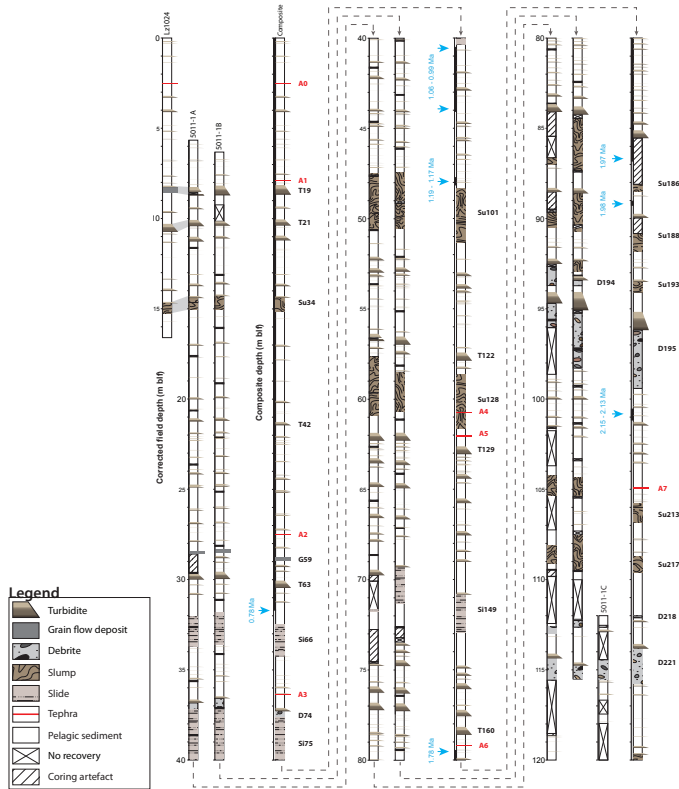 Lz1024
5011-1 A
5011-1B
Composite
0
10
15
20
25
30
35
40
Corrected field depth (m blf)
Composite depth (m blf)
A0
A1
T19
T21
Su34
T42
A2
G59
T63
0.78 Ma
Si66
A3
D74
Si75
40
45
50
55
60
65
70
75
80
1.06 - 0.99 Ma
1.19 - 1.17 Ma
Su101
T122
Su128
A4
A5
T129
Si149
T160
A6
1.78 Ma
80
85
90
95
100
105
110
115
120
1.97 Ma
Su186
1.98 Ma
Su188
D194
Su193
D195
2.15 - 2.13 Ma
A7
Su213
Su217
5011-1C
D218
D221
Legend
Turbidite
Grain flow deposit
Debrite
Slump
Slide
Tephra
Pelagic sediment
No recovery
Coring artefact